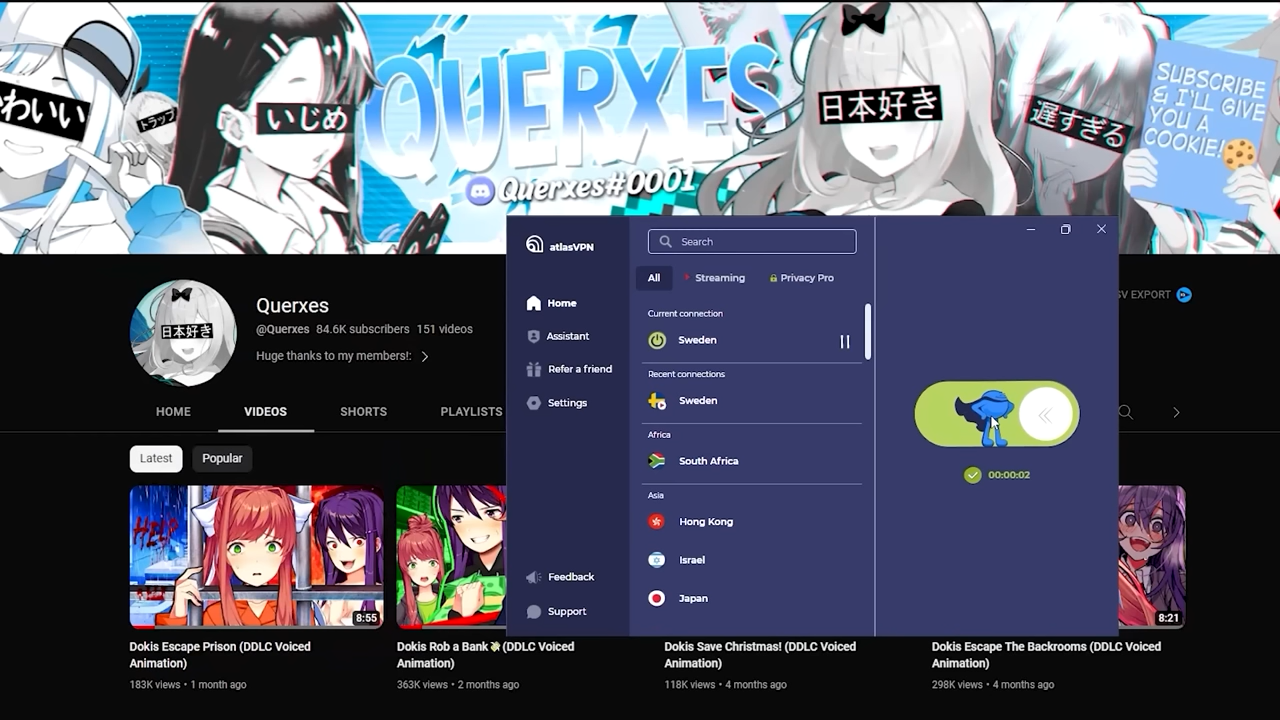 かわいい
トラップ
いじめ
QUERXES
Querxes#0001
日本好き
遅すぎる
SUBSCRIBE
& I'LL GIVE
YOU A
COOKIE!
Querxes
@Querxes 84.6K subscribers 151 videos
Huge thanks to my members!:
日本好き
SV EXPORT
HOME VIDEOS SHORTS PLAYLISTS
Latest Popular
HELP
8:55
8:21
Dokis Escape Prison (DDLC Voiced
Animation)
183K views • 1 month ago
Dokis Rob a Bank (DDLC Voiced
Animation)
363K views • 2 months ago
Dokis Save Christmas! (DDLC Voiced
Animation)
118K views • 4 months ago
Dokis Escape The Backrooms (DDLC Voiced
Animation)
298K views • 4 months ago
atlasVPN
Home
Assistant
Refer a friend
Settings
Feedback
Support
Search
All Streaming Privacy Pro
Current connection
Sweden
Recent connections
Sweden
Africa
South Africa
Asia
Hong Kong
Israel
Japan
00:00:02